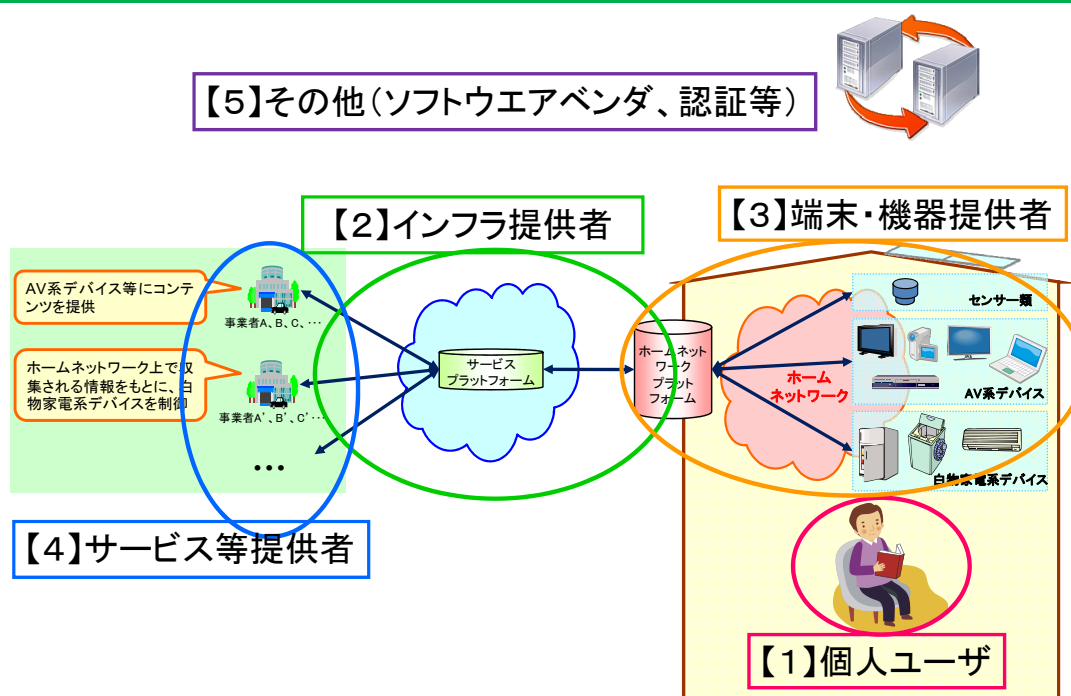 【5】その他(ソフトウエアベンダ、認証等)
【2】インフラ提供者
【3】端末・機器提供者
AV系デバイス等にコンテ
ンツを提供
事業者A、B、C、・・・
ホームネットワーク上で収
集される情報をもとに、白
物家電系デバイスを制御
事業者A'、B'、C'・・・
・・・
サービス
プラットフォーム
ホームネット
ワーク
プラット
フォーム
ホーム
ネットワーク
センサー類
AV系デバイス
白物家電系デバイス
【4】サービス等提供者
【1】個人ユーザ